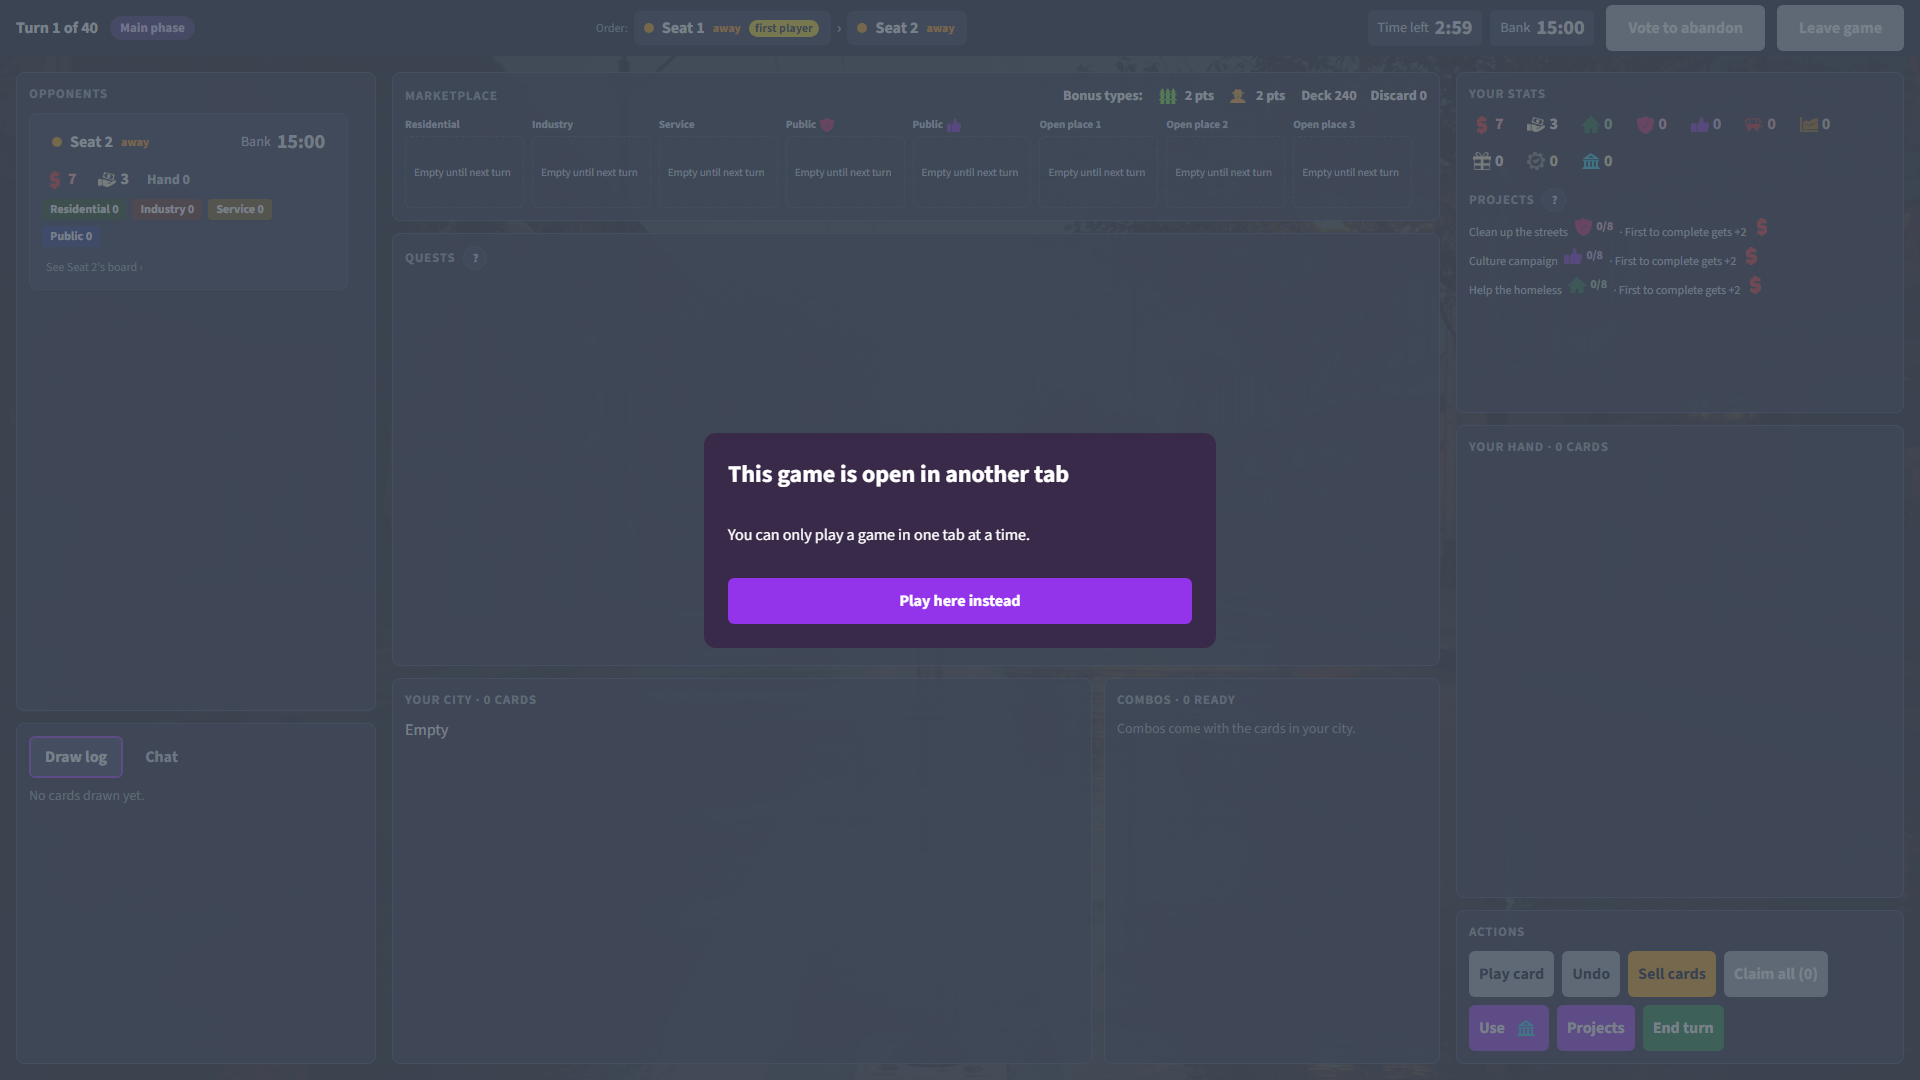 Turn 1 of 40 Main phase
Order: Seat 1 away first player › Seat 2 away
Time left 2:59 Bank 15:00 Vote to abandon Leave game
OPPONENTS
Seat 2 away Bank 15:00
7 3 Hand 0
Residential 0 Industry 0 Service 0
Public 0
See Seat 2's board ›
MARKETPLACE
Bonus types: 2 pts 2 pts Deck 240 Discard 0
Residential Industry Service Public Public Open place 1 Open place 2 Open place 3
Empty until next turn Empty until next turn Empty until next turn Empty until next turn Empty until next turn Empty until next turn Empty until next turn Empty until next turn
QUESTS ?
YOUR STATS
7 3 0 0 0 0 0
0 0 0
PROJECTS ?
Clean up the streets 0/8 · First to complete gets +2
Culture campaign 0/8 · First to complete gets +2
Help the homeless 0/8 · First to complete gets +2
This game is open in another tab
You can only play a game in one tab at a time.
Play here instead
YOUR HAND · 0 CARDS
Draw log Chat
No cards drawn yet.
YOUR CITY · 0 CARDS
Empty
COMBOS · 0 READY
Combos come with the cards in your city.
ACTIONS
Play card Undo Sell cards Claim all (0)
Use Projects End turn